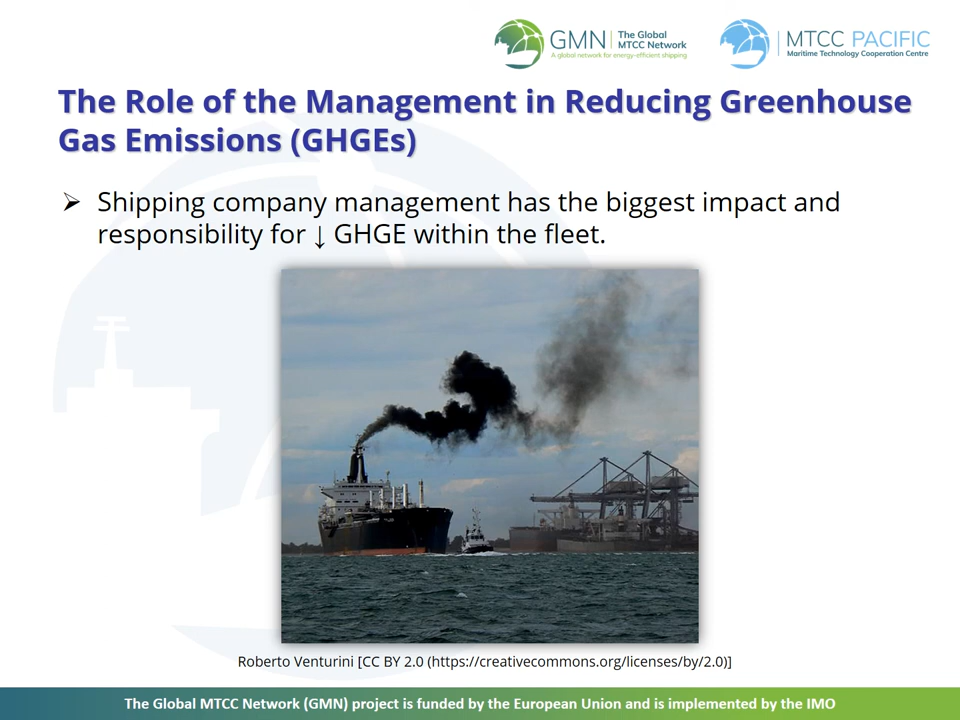 GMN
The Global
MTCC Network
A global network for energy-efficient shipping
MTCC PACIFIC
Maritime Technology Cooperation Centre
The Role of the Management in Reducing Greenhouse
Gas Emissions (GHGEs)
➢ Shipping company management has the biggest impact and
responsibility for ↓ GHGE within the fleet.
Roberto Venturini [CC BY 2.0 (https://creativecommons.org/licenses/by/2.0)]
The Global MTCC Network (GMN) project is funded by the European Union and is implemented by the IMO